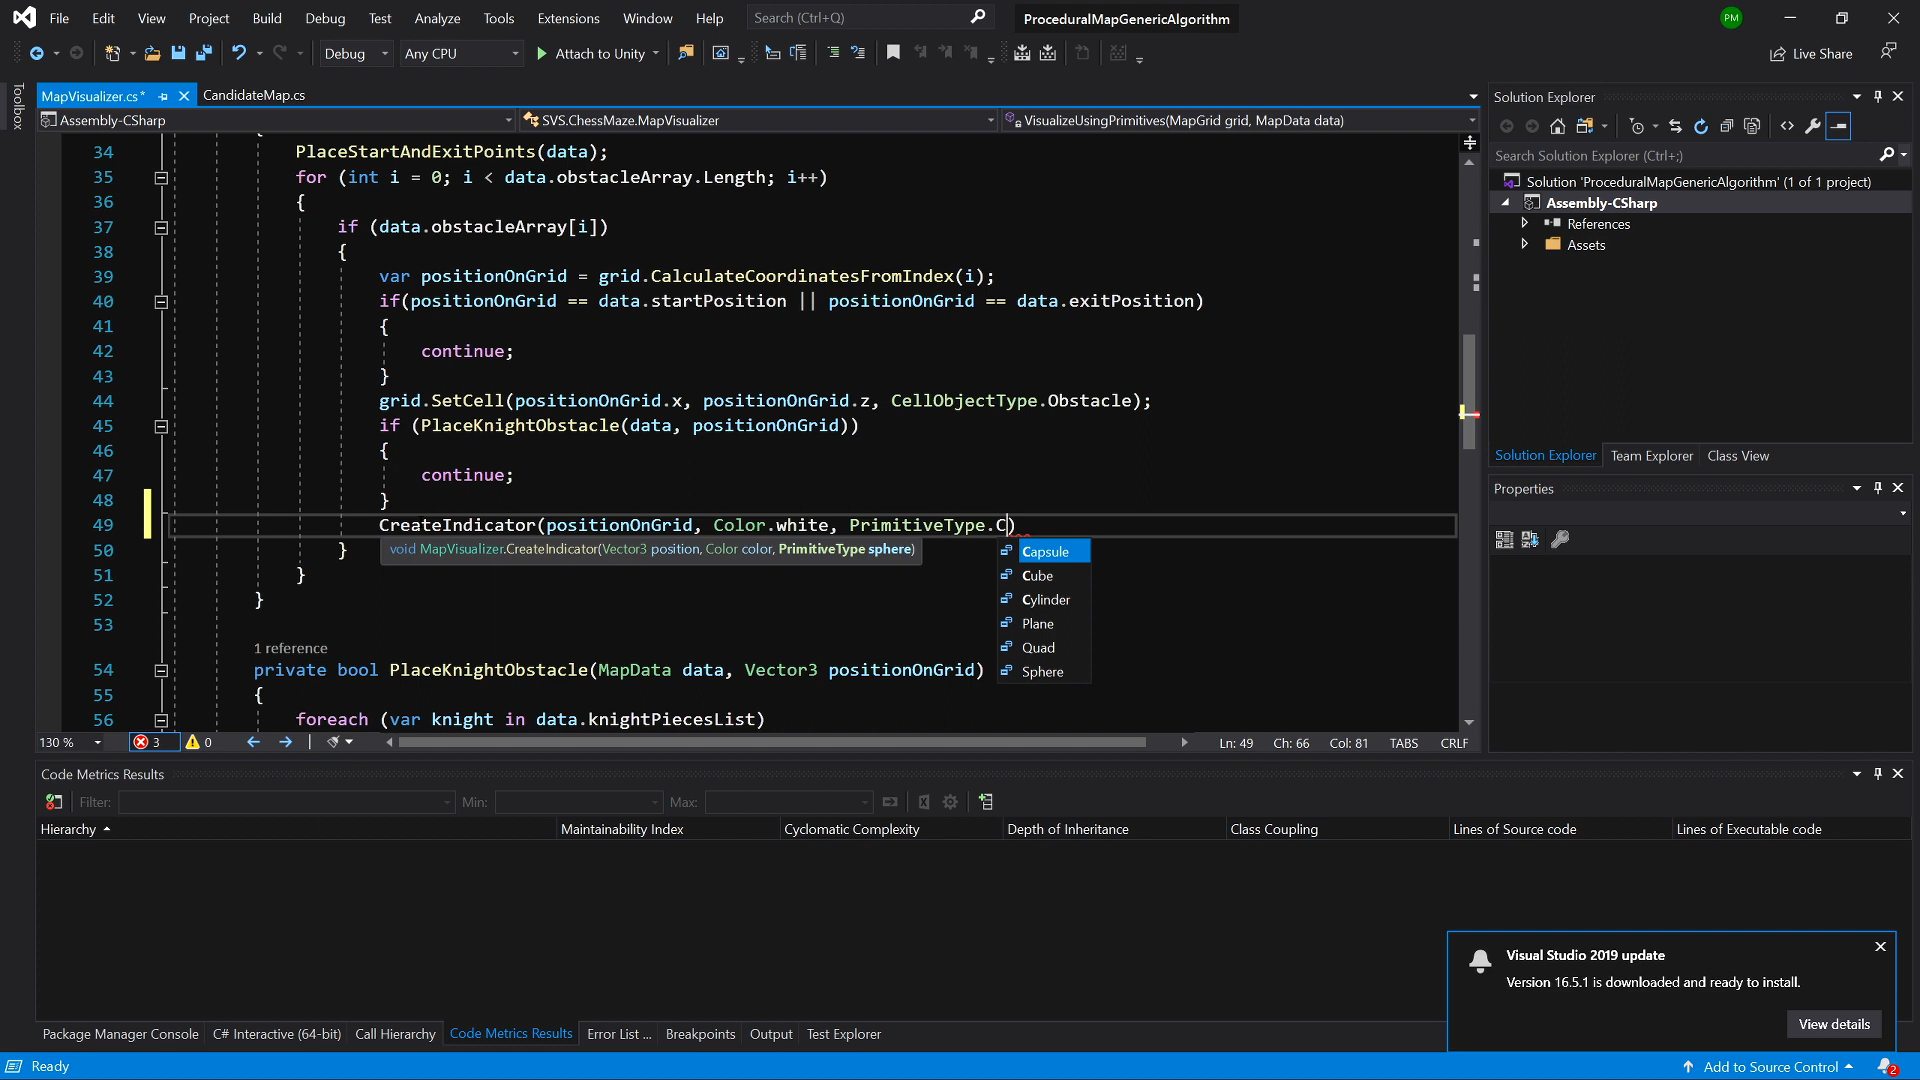 File Edit View Project Build Debug Test Analyze Tools Extensions Window Help Search (Ctrl+Q) ProceduralMapGenericAlgorithm PM
Debug Any CPU Attach to Unity Live Share
Toolbox
MapVisualizer.cs* CandidateMap.cs
Assembly-CSharp SVS.ChessMaze.MapVisualizer VisualizeUsingPrimitives(MapGrid grid, MapData data)
{
34 PlaceStartAndExitPoints(data);
35 for (int i = 0; i < data.obstacleArray.Length; i++)
36 {
37 if (data.obstacleArray[i])
38 {
39 var positionOnGrid = grid.CalculateCoordinatesFromIndex(i);
40 if(positionOnGrid == data.startPosition || positionOnGrid == data.exitPosition)
41 {
42 continue;
43 }
44 grid.SetCell(positionOnGrid.x, positionOnGrid.z, CellObjectType.Obstacle);
45 if (PlaceKnightObstacle(data, positionOnGrid))
46 {
47 continue;
48 }
49 CreateIndicator(positionOnGrid, Color.white, PrimitiveType.C)
void MapVisualizer.CreateIndicator(Vector3 position, Color color, PrimitiveType sphere)
Capsule
Cube
Cylinder
Plane
Quad
Sphere
50 }
51 }
52 }
53
1 reference
54 private bool PlaceKnightObstacle(MapData data, Vector3 positionOnGrid)
55 {
56 foreach (var knight in data.knightPiecesList)
130 % 3 0 Ln: 49 Ch: 66 Col: 81 TABS CRLF
Solution Explorer
Search Solution Explorer (Ctrl+;)
Solution 'ProceduralMapGenericAlgorithm' (1 of 1 project)
Assembly-CSharp
References
Assets
Solution Explorer Team Explorer Class View
Properties
Code Metrics Results
Filter: Min: Max:
Hierarchy Maintainability Index Cyclomatic Complexity Depth of Inheritance Class Coupling Lines of Source code Lines of Executable code
Visual Studio 2019 update
Version 16.5.1 is downloaded and ready to install.
View details
Package Manager Console C# Interactive (64-bit) Call Hierarchy Code Metrics Results Error List ... Breakpoints Output Test Explorer
Ready Add to Source Control 2